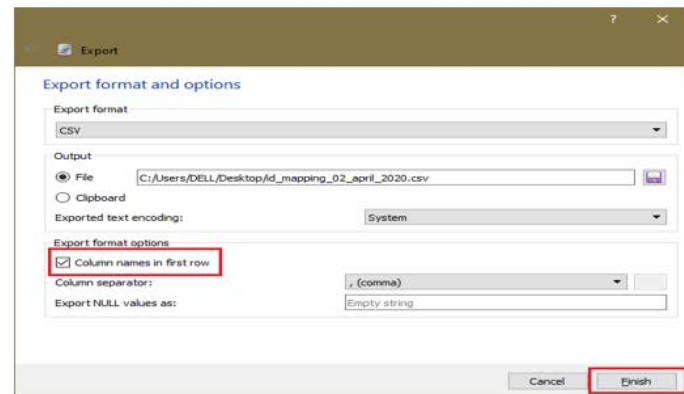 ?
Export
Export format and options
Export format
CSV
Output
File C:/Users/DELL/Desktop/id_mapping_02_april_2020.csv
Clipboard
Exported text encoding: System
Export format options
Column names in first row
Column separator: , (comma)
Export NULL values as: Empty string
Cancel Finish